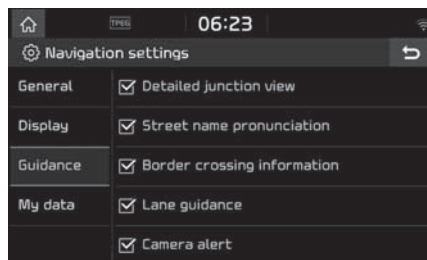 TPEG
06:23
Navigation settings
General
Detailed junction view
Display
Street name pronunciation
Guidance
Border crossing information
My data
Lane guidance
Camera alert